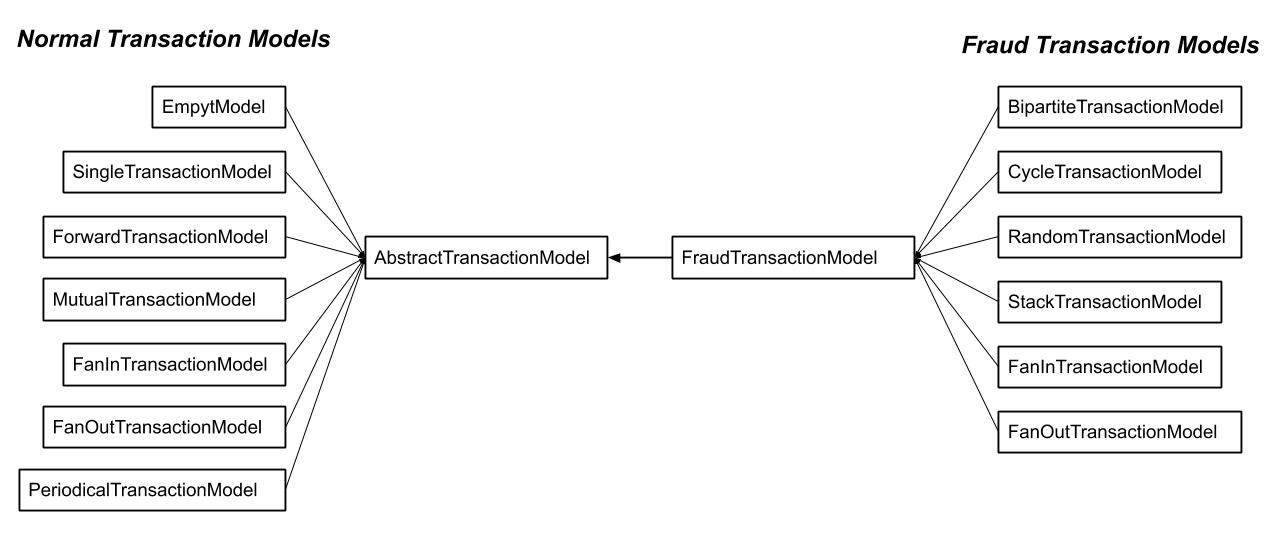 Normal Transaction Models
Fraud Transaction Models
EmpytModel
SingleTransactionModel
ForwardTransactionModel
MutualTransactionModel
FanInTransactionModel
FanOutTransactionModel
PeriodicalTransactionModel
AbstractTransactionModel
FraudTransactionModel
BipartiteTransactionModel
CycleTransactionModel
RandomTransactionModel
StackTransactionModel
FanInTransactionModel
FanOutTransactionModel